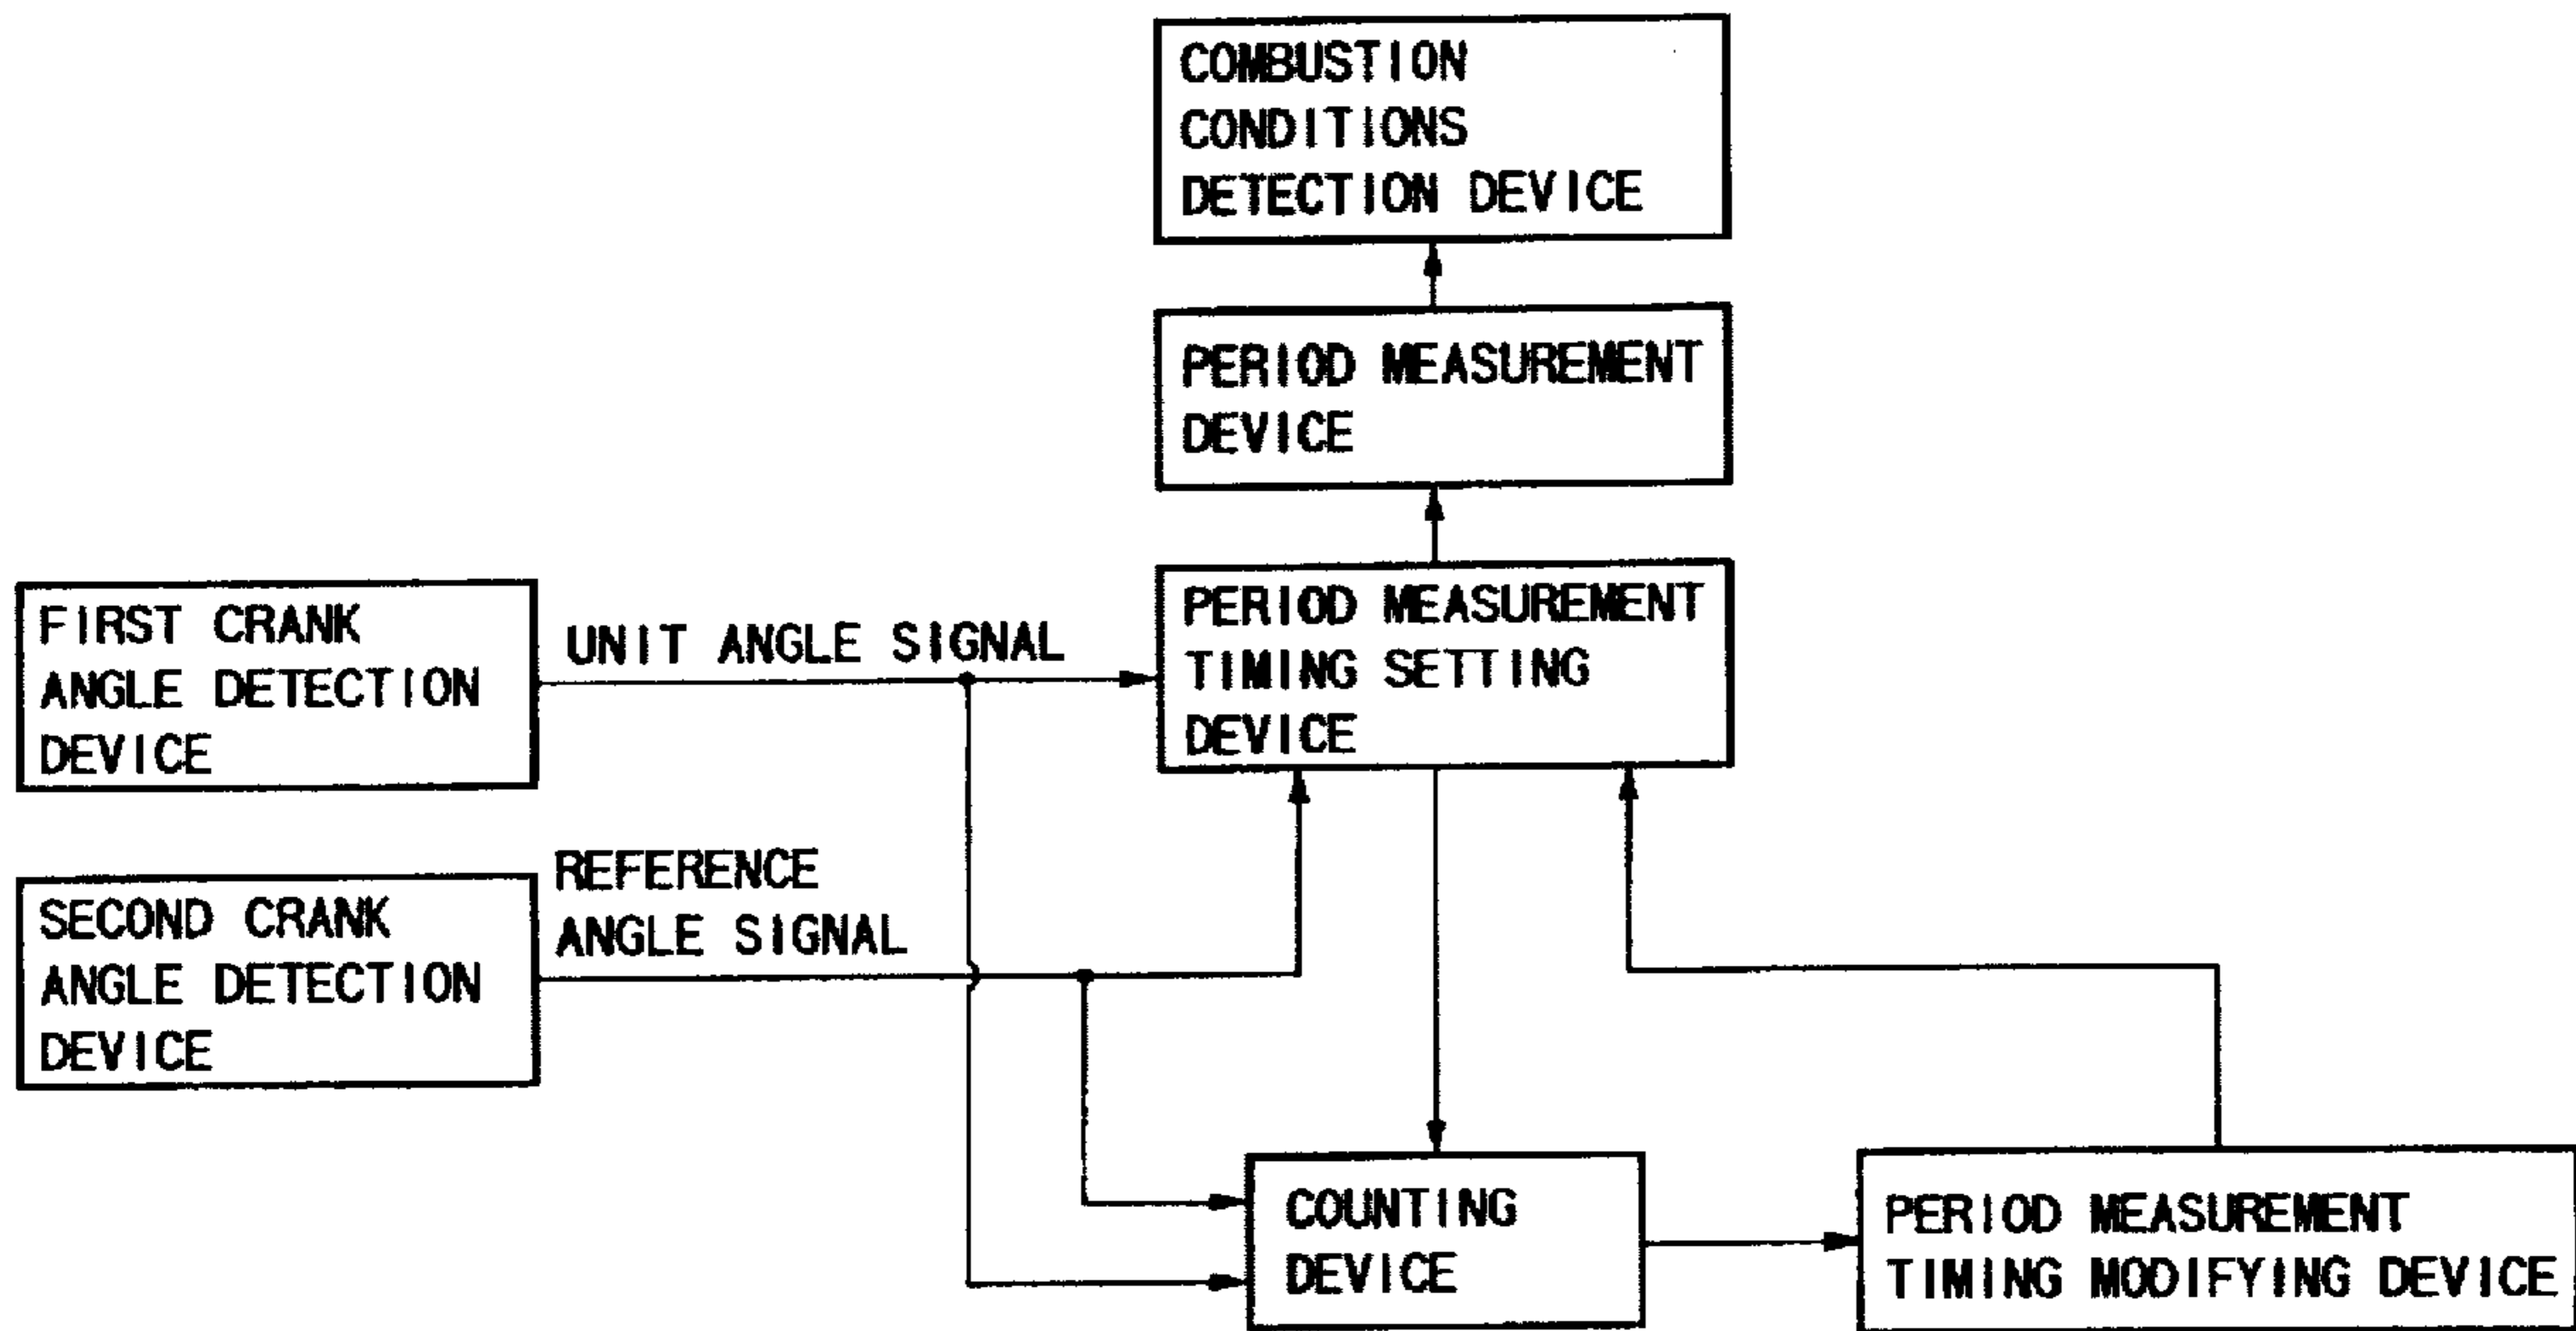 COMBUSTION
CONDITIONS
DETECTION DEVICE
PERIOD MEASUREMENT
DEVICE
FIRST CRANK
ANGLE DETECTION
DEVICE
UNIT ANGLE SIGNAL
PERIOD MEASUREMENT
TIMING SETTING
DEVICE
SECOND CRANK
ANGLE DETECTION
DEVICE
REFERENCE
ANGLE SIGNAL
COUNTING
DEVICE
PERIOD MEASUREMENT
TIMING MODIFYING DEVICE